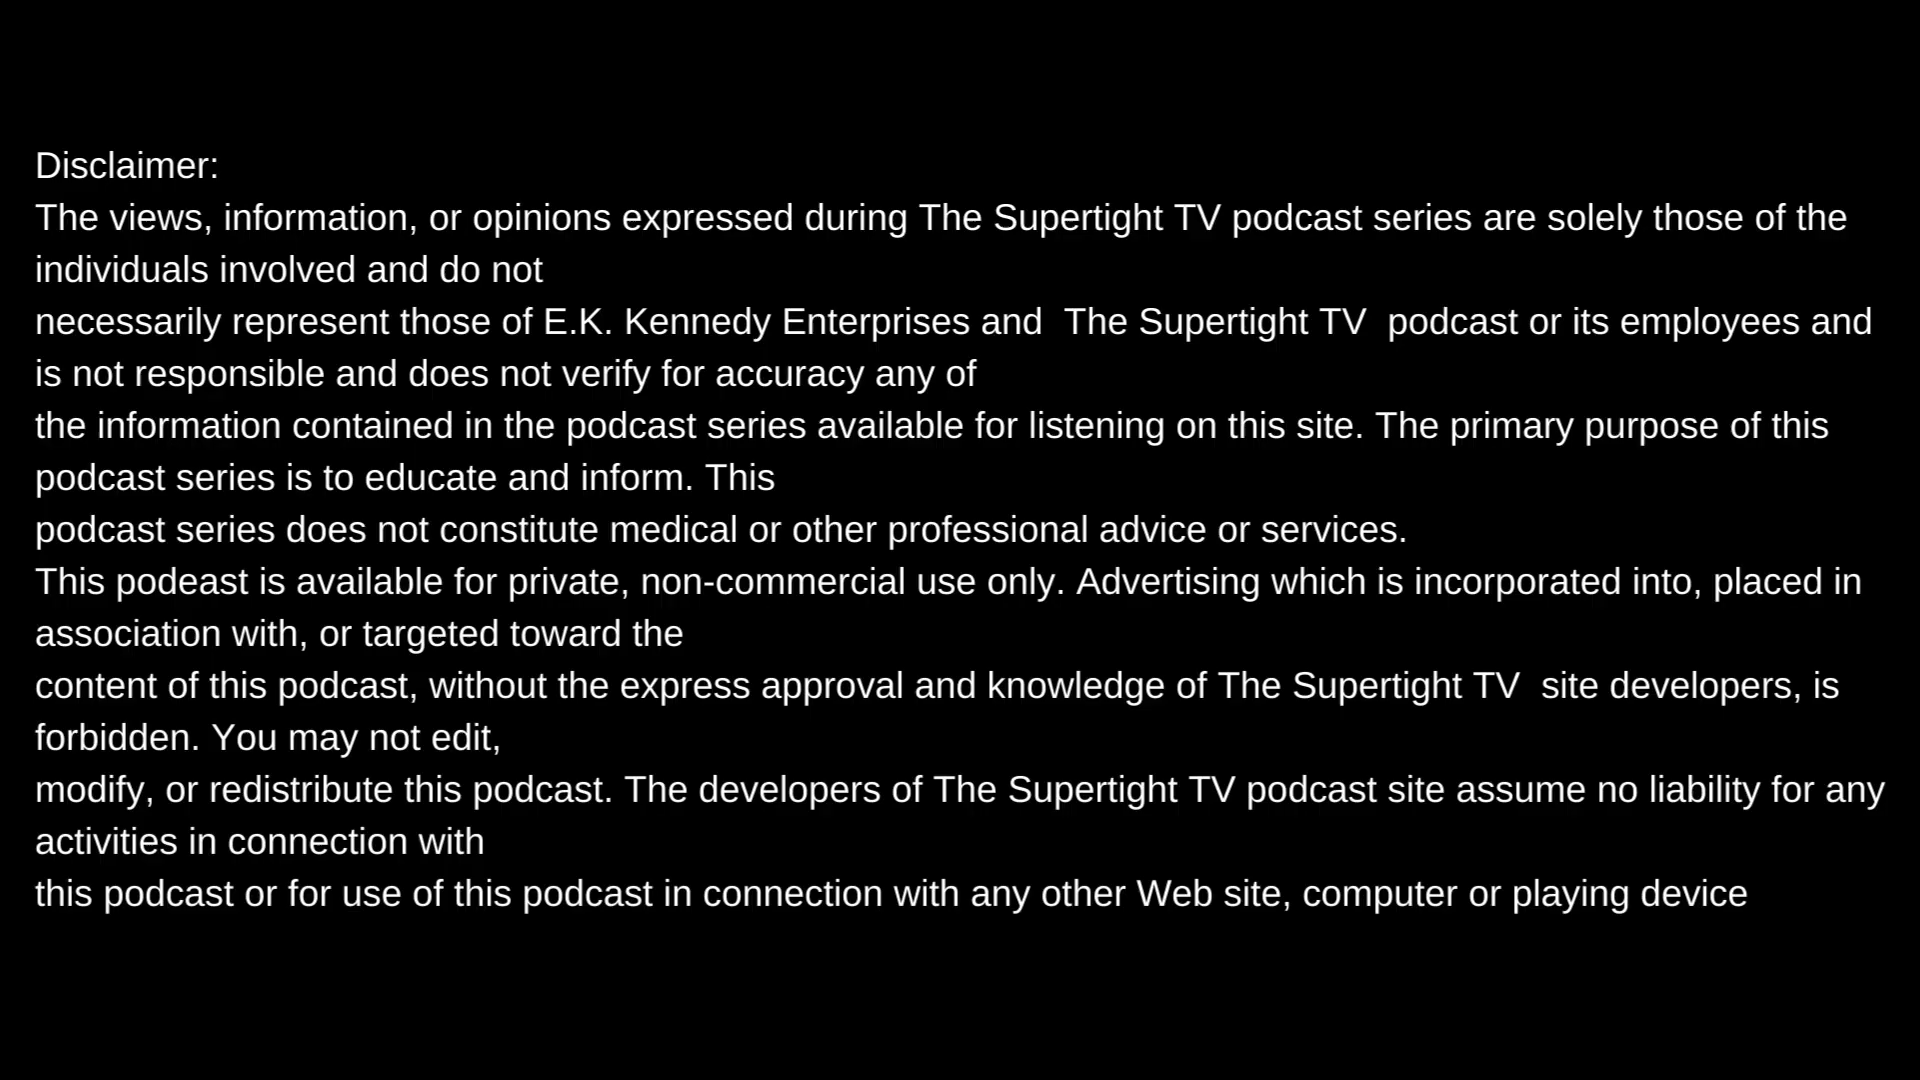 Disclaimer:
The views, information, or opinions expressed during The Supertight TV podcast series are solely those of the
individuals involved and do not
necessarily represent those of E.K. Kennedy Enterprises and  The Supertight TV  podcast or its employees and
is not responsible and does not verify for accuracy any of
the information contained in the podcast series available for listening on this site. The primary purpose of this
podcast series is to educate and inform. This
podcast series does not constitute medical or other professional advice or services.
This podeast is available for private, non-commercial use only. Advertising which is incorporated into, placed in
association with, or targeted toward the
content of this podcast, without the express approval and knowledge of The Supertight TV  site developers, is
forbidden. You may not edit,
modify, or redistribute this podcast. The developers of The Supertight TV podcast site assume no liability for any
activities in connection with
this podcast or for use of this podcast in connection with any other Web site, computer or playing device